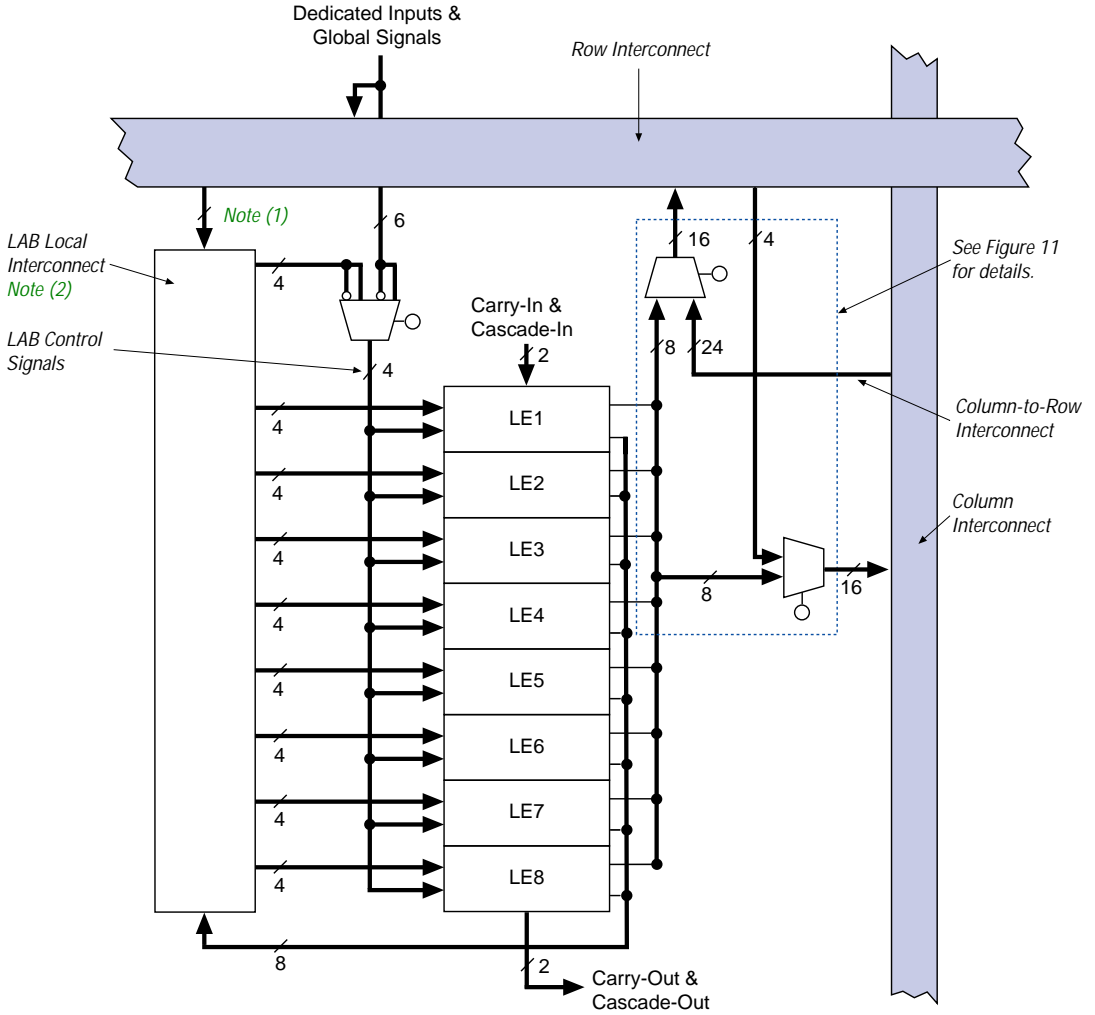 Dedicated Inputs &
Global Signals
Row Interconnect
Note (1)
6
16
4
LAB Local
Interconnect
Note (2)
See Figure 11
for details.
4
Carry-In &
Cascade-In
LAB Control
Signals
2
8
24
4
Column-to-Row
Interconnect
4
LE1
4
LE2
Column
Interconnect
4
LE3
8
16
4
LE4
4
LE5
4
LE6
4
LE7
4
LE8
8
2
Carry-Out &
Cascade-Out